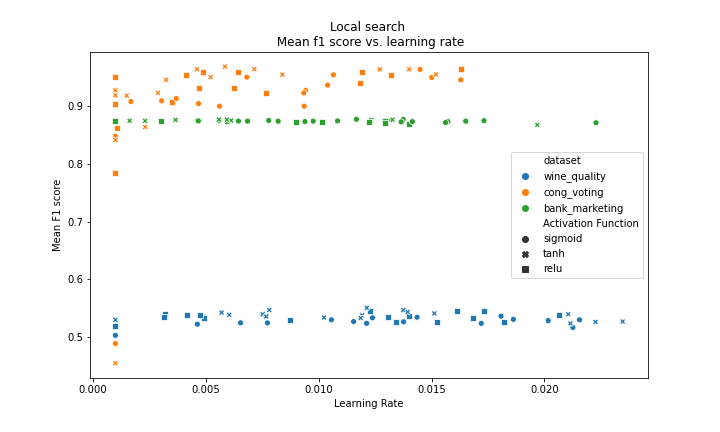 Local search
Mean f1 score vs. learning rate
Mean F1 score
0.9
0.8
0.7
0.6
0.5
dataset
wine_quality
cong_voting
bank_marketing
Activation Function
sigmoid
tanh
relu
0.000
0.005
0.010
0.015
0.020
Learning Rate